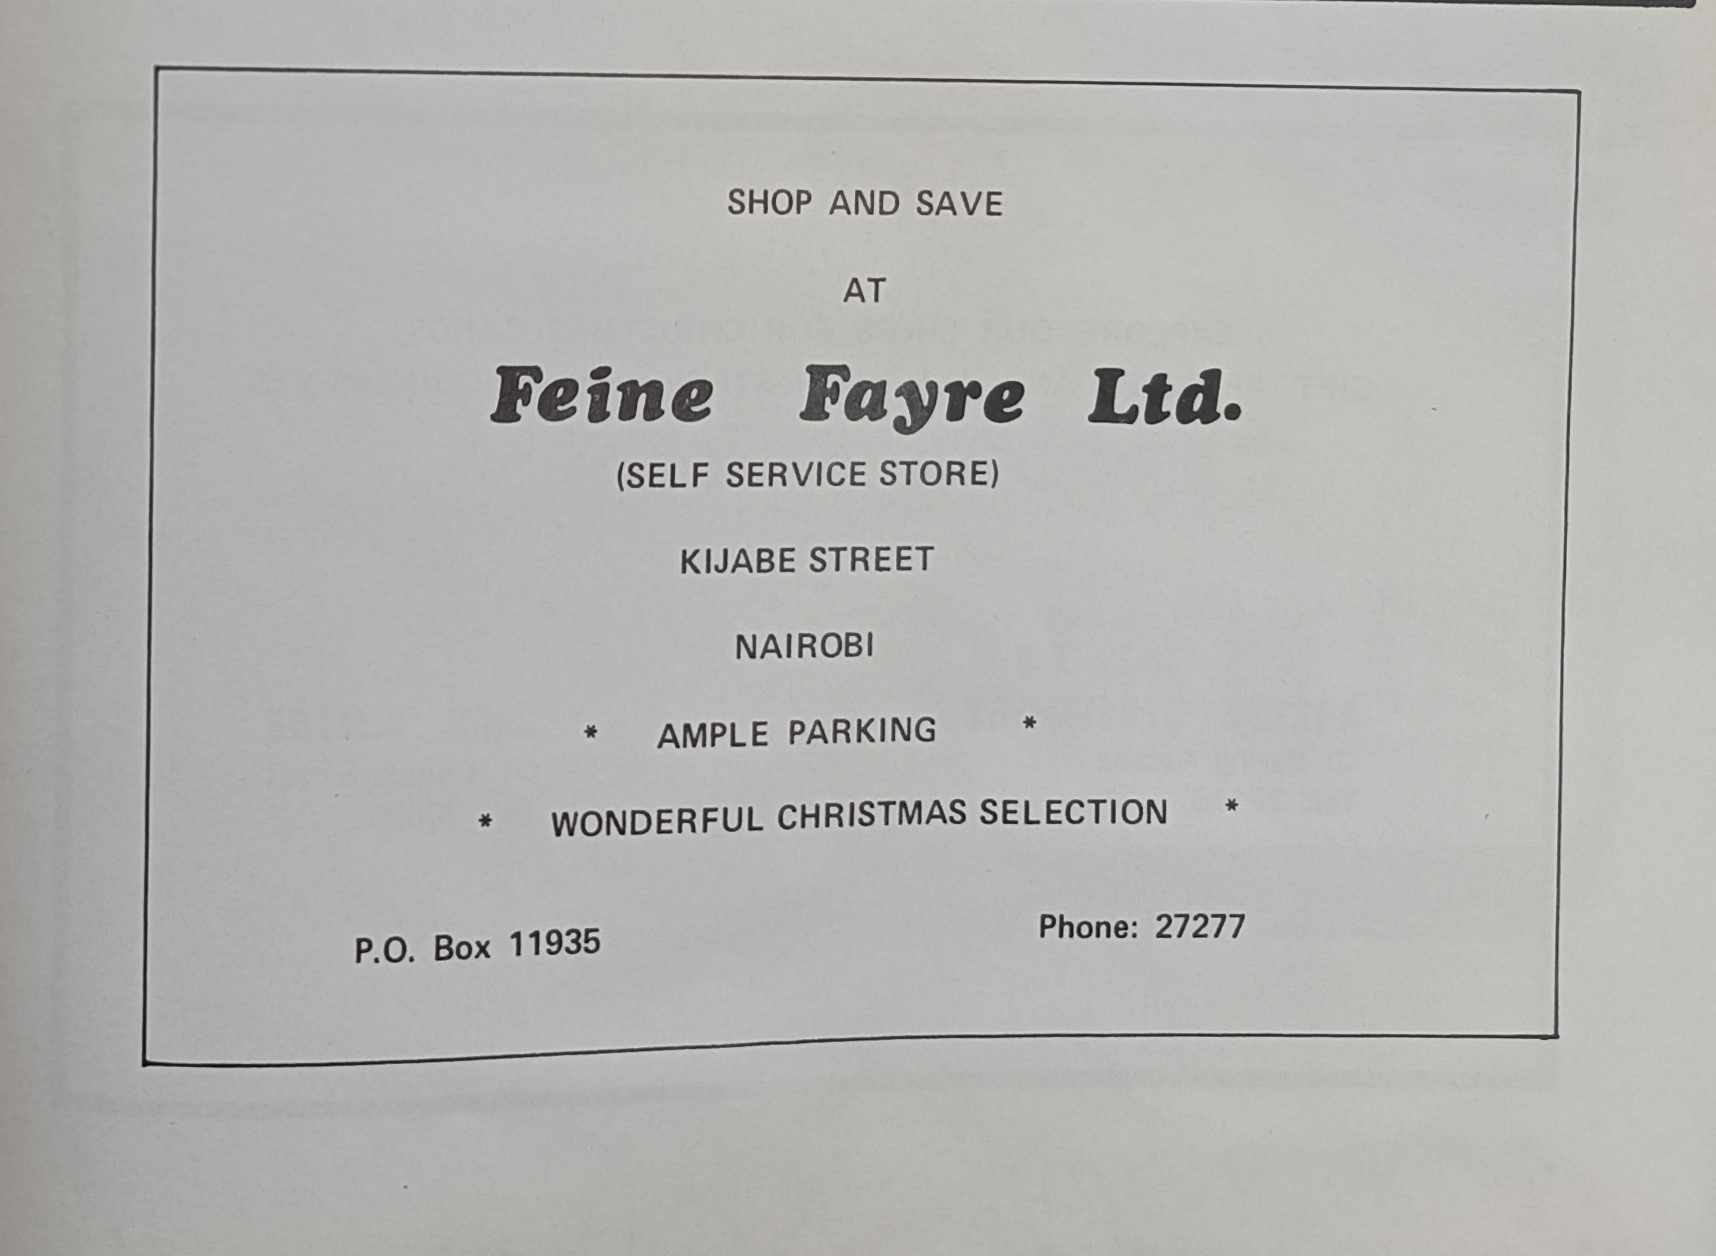 SHOP AND SAVE
AT
Feine Fayre Ltd.
(SELF SERVICE STORE)
KIJABE STREET
NAIROBI
* AMPLE PARKING *
* WONDERFUL CHRISTMAS SELECTION *
P.O. Box 11935 Phone: 27277